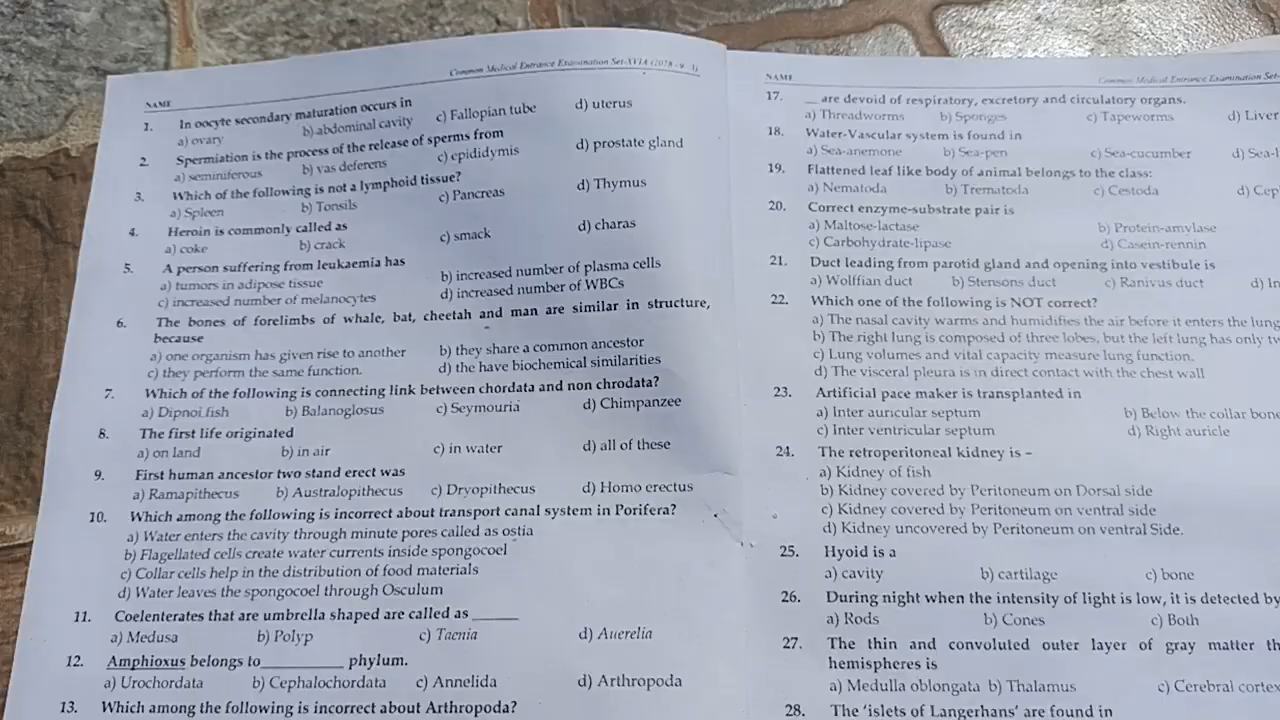 Common Medical Entrance Examination Set-XVIA (2078 - 9 - 3)
NAME
1. In oocyte secondary maturation occurs in
a) ovary b) abdominal cavity c) Fallopian tube d) uterus
2. Spermiation is the process of the release of sperms from
a) seminiferous b) vas deferens c) epididymis d) prostate gland
3. Which of the following is not a lymphoid tissue?
a) Spleen b) Tonsils c) Pancreas d) Thymus
4. Heroin is commonly called as
a) coke b) crack c) smack d) charas
5. A person suffering from leukaemia has
a) tumors in adipose tissue b) increased number of plasma cells
c) increased number of melanocytes d) increased number of WBCs
6. The bones of forelimbs of whale, bat, cheetah and man are similar in structure,
because
a) one organism has given rise to another b) they share a common ancestor
c) they perform the same function. d) the have biochemical similarities
7. Which of the following is connecting link between chordata and non chrodata?
a) Dipnoi fish b) Balanoglosus c) Seymouria d) Chimpanzee
8. The first life originated
a) on land b) in air c) in water d) all of these
9. First human ancestor two stand erect was
a) Ramapithecus b) Australopithecus c) Dryopithecus d) Homo erectus
10. Which among the following is incorrect about transport canal system in Porifera?
a) Water enters the cavity through minute pores called as ostia
b) Flagellated cells create water currents inside spongocoel
c) Collar cells help in the distribution of food materials
d) Water leaves the spongocoel through Osculum
11. Coelenterates that are umbrella shaped are called as ______
a) Medusa b) Polyp c) Taenia d) Auerelia
12. Amphioxus belongs to__________ phylum.
a) Urochordata b) Cephalochordata c) Annelida d) Arthropoda
13. Which among the following is incorrect about Arthropoda?
NAME
Common Medical Entrance Examination Set-
17. __ are devoid of respiratory, excretory and circulatory organs.
a) Threadworms b) Sponges c) Tapeworms d) Liver
18. Water-Vascular system is found in
a) Sea-anemone b) Sea-pen c) Sea-cucumber d) Sea-l
19. Flattened leaf like body of animal belongs to the class:
a) Nematoda b) Trematoda c) Cestoda d) Cep
20. Correct enzyme-substrate pair is
a) Maltose-lactase b) Protein-amylase
c) Carbohydrate-lipase d) Casein-rennin
21. Duct leading from parotid gland and opening into vestibule is
a) Wolffian duct b) Stensons duct c) Ranivus duct d) In
22. Which one of the following is NOT correct?
a) The nasal cavity warms and humidifies the air before it enters the lung
b) The right lung is composed of three lobes, but the left lung has only tw
c) Lung volumes and vital capacity measure lung function.
d) The visceral pleura is in direct contact with the chest wall
23. Artificial pace maker is transplanted in
a) Inter auricular septum b) Below the collar bone
c) Inter ventricular septum d) Right auricle
24. The retroperitoneal kidney is –
a) Kidney of fish
b) Kidney covered by Peritoneum on Dorsal side
c) Kidney covered by Peritoneum on ventral side
d) Kidney uncovered by Peritoneum on ventral Side.
25. Hyoid is a
a) cavity b) cartilage c) bone
26. During night when the intensity of light is low, it is detected by
a) Rods b) Cones c) Both
27. The thin and convoluted outer layer of gray matter th
hemispheres is
a) Medulla oblongata b) Thalamus c) Cerebral cortex
28. The 'islets of Langerhans' are found in